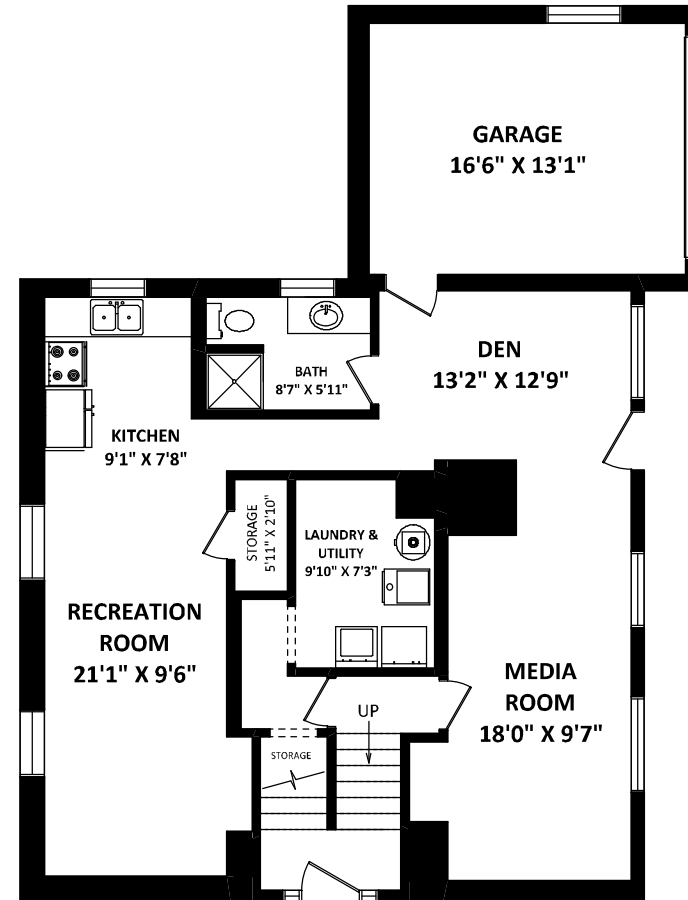 GARAGE
16'6" X 13'1"
DEN
13'2" X 12'9"
BATH
8'7" X 5'11"
KITCHEN
9'1" X 7'8"
STORAGE
5'11" X 2'10"
LAUNDRY &
UTILITY
9'10" X 7'3"
RECREATION
ROOM
21'1" X 9'6"
MEDIA
ROOM
18'0" X 9'7"
UP
STORAGE